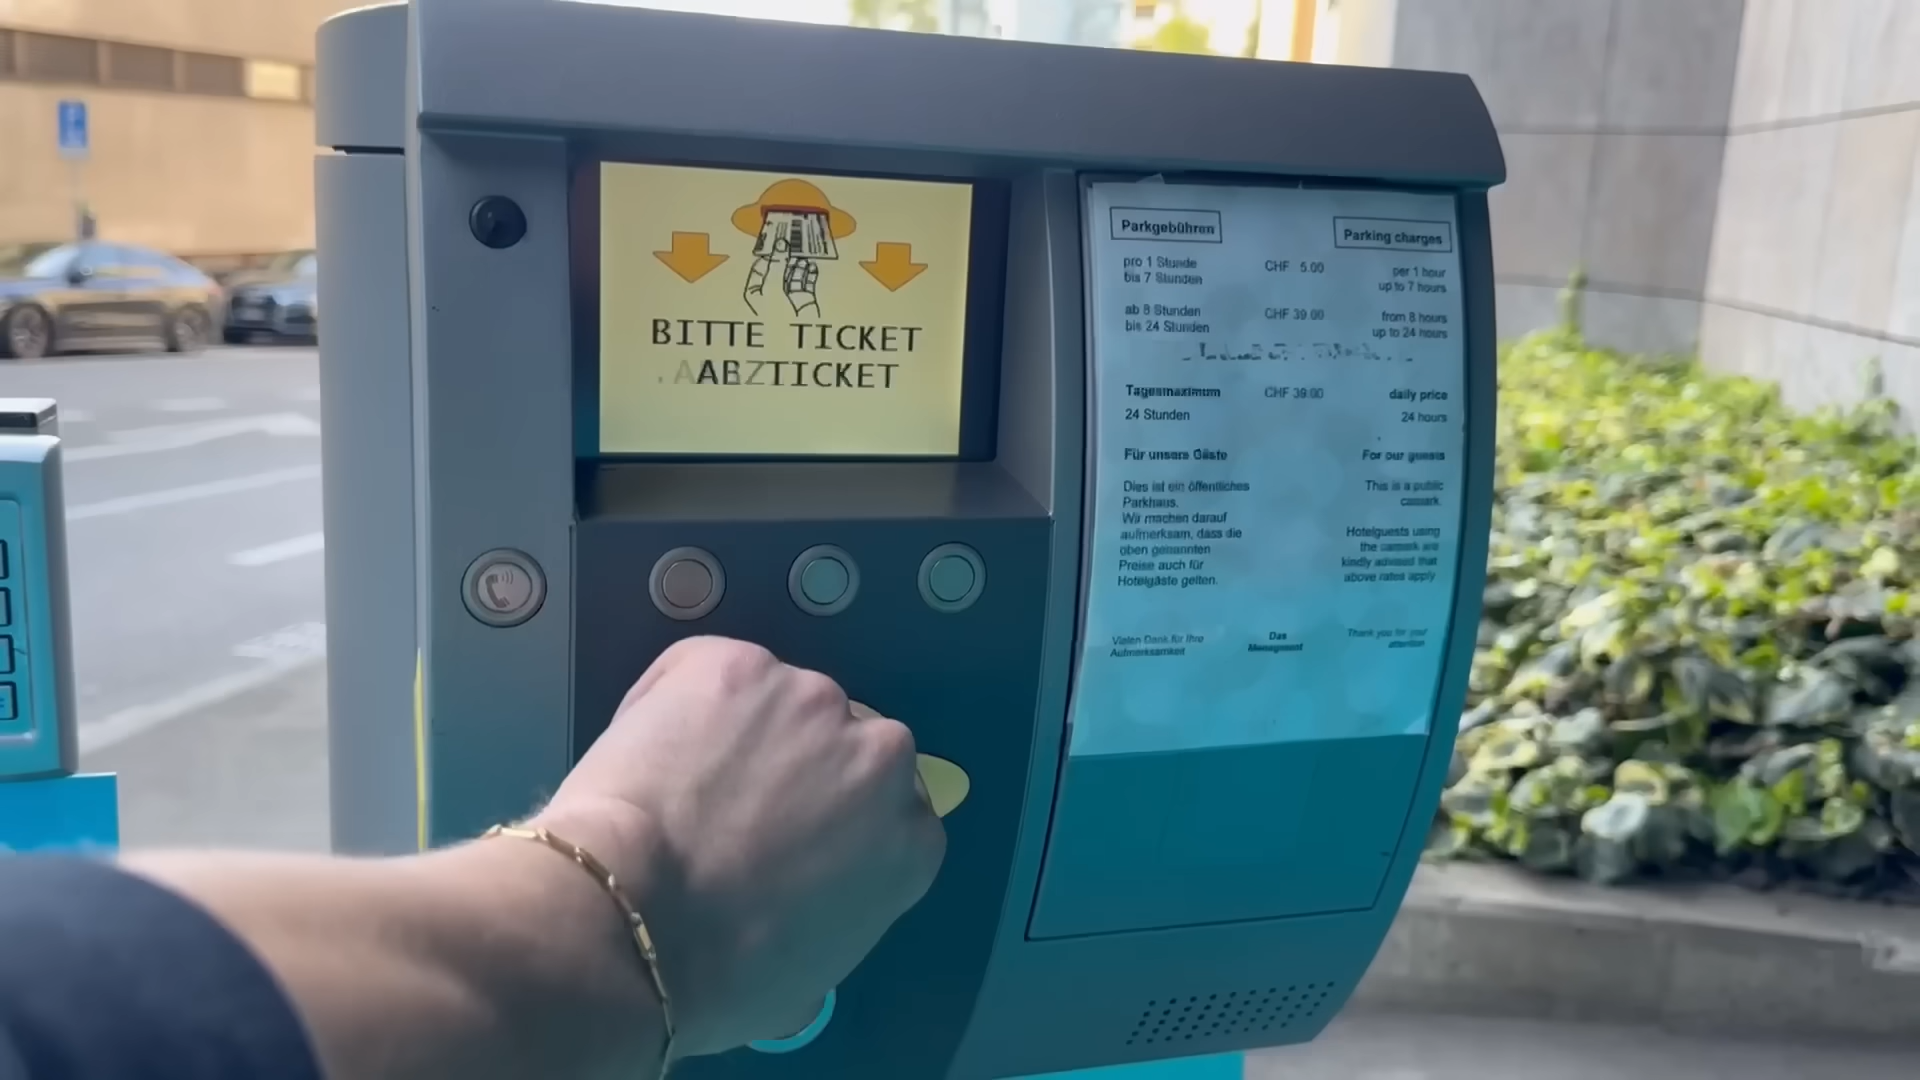 BITTE TICKET
TICKET
Parkgebühren
Parking charges
pro 1 Stunde
bis 7 Stunden
CHF 5.00
per 1 hour
up to 7 hours
ab 8 Stunden
bis 24 Stunden
CHF 39.00
from 8 hours
up to 24 hours
Tagesmaximum
24 Stunden
CHF 39.00
daily price
24 hours
Für unsere Gäste
For our guests
Dies ist ein öffentliches
Parkhaus.
Wir machen darauf
aufmerksam, dass die
oben genannten
Preise auch für
Hotelgäste gelten.
This is a public
Hotelguests using
the
kindly advised that
above rates apply
Vielen Dank für Ihre
Aufmerksamkeit
Das
Management
Thank you for your
attention